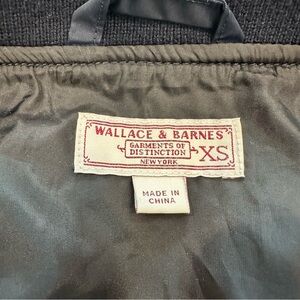 WALLACE & BARNES
GARMENTS OF
DISTINCTION
NEW YORK
XS
MADE IN
CHINA